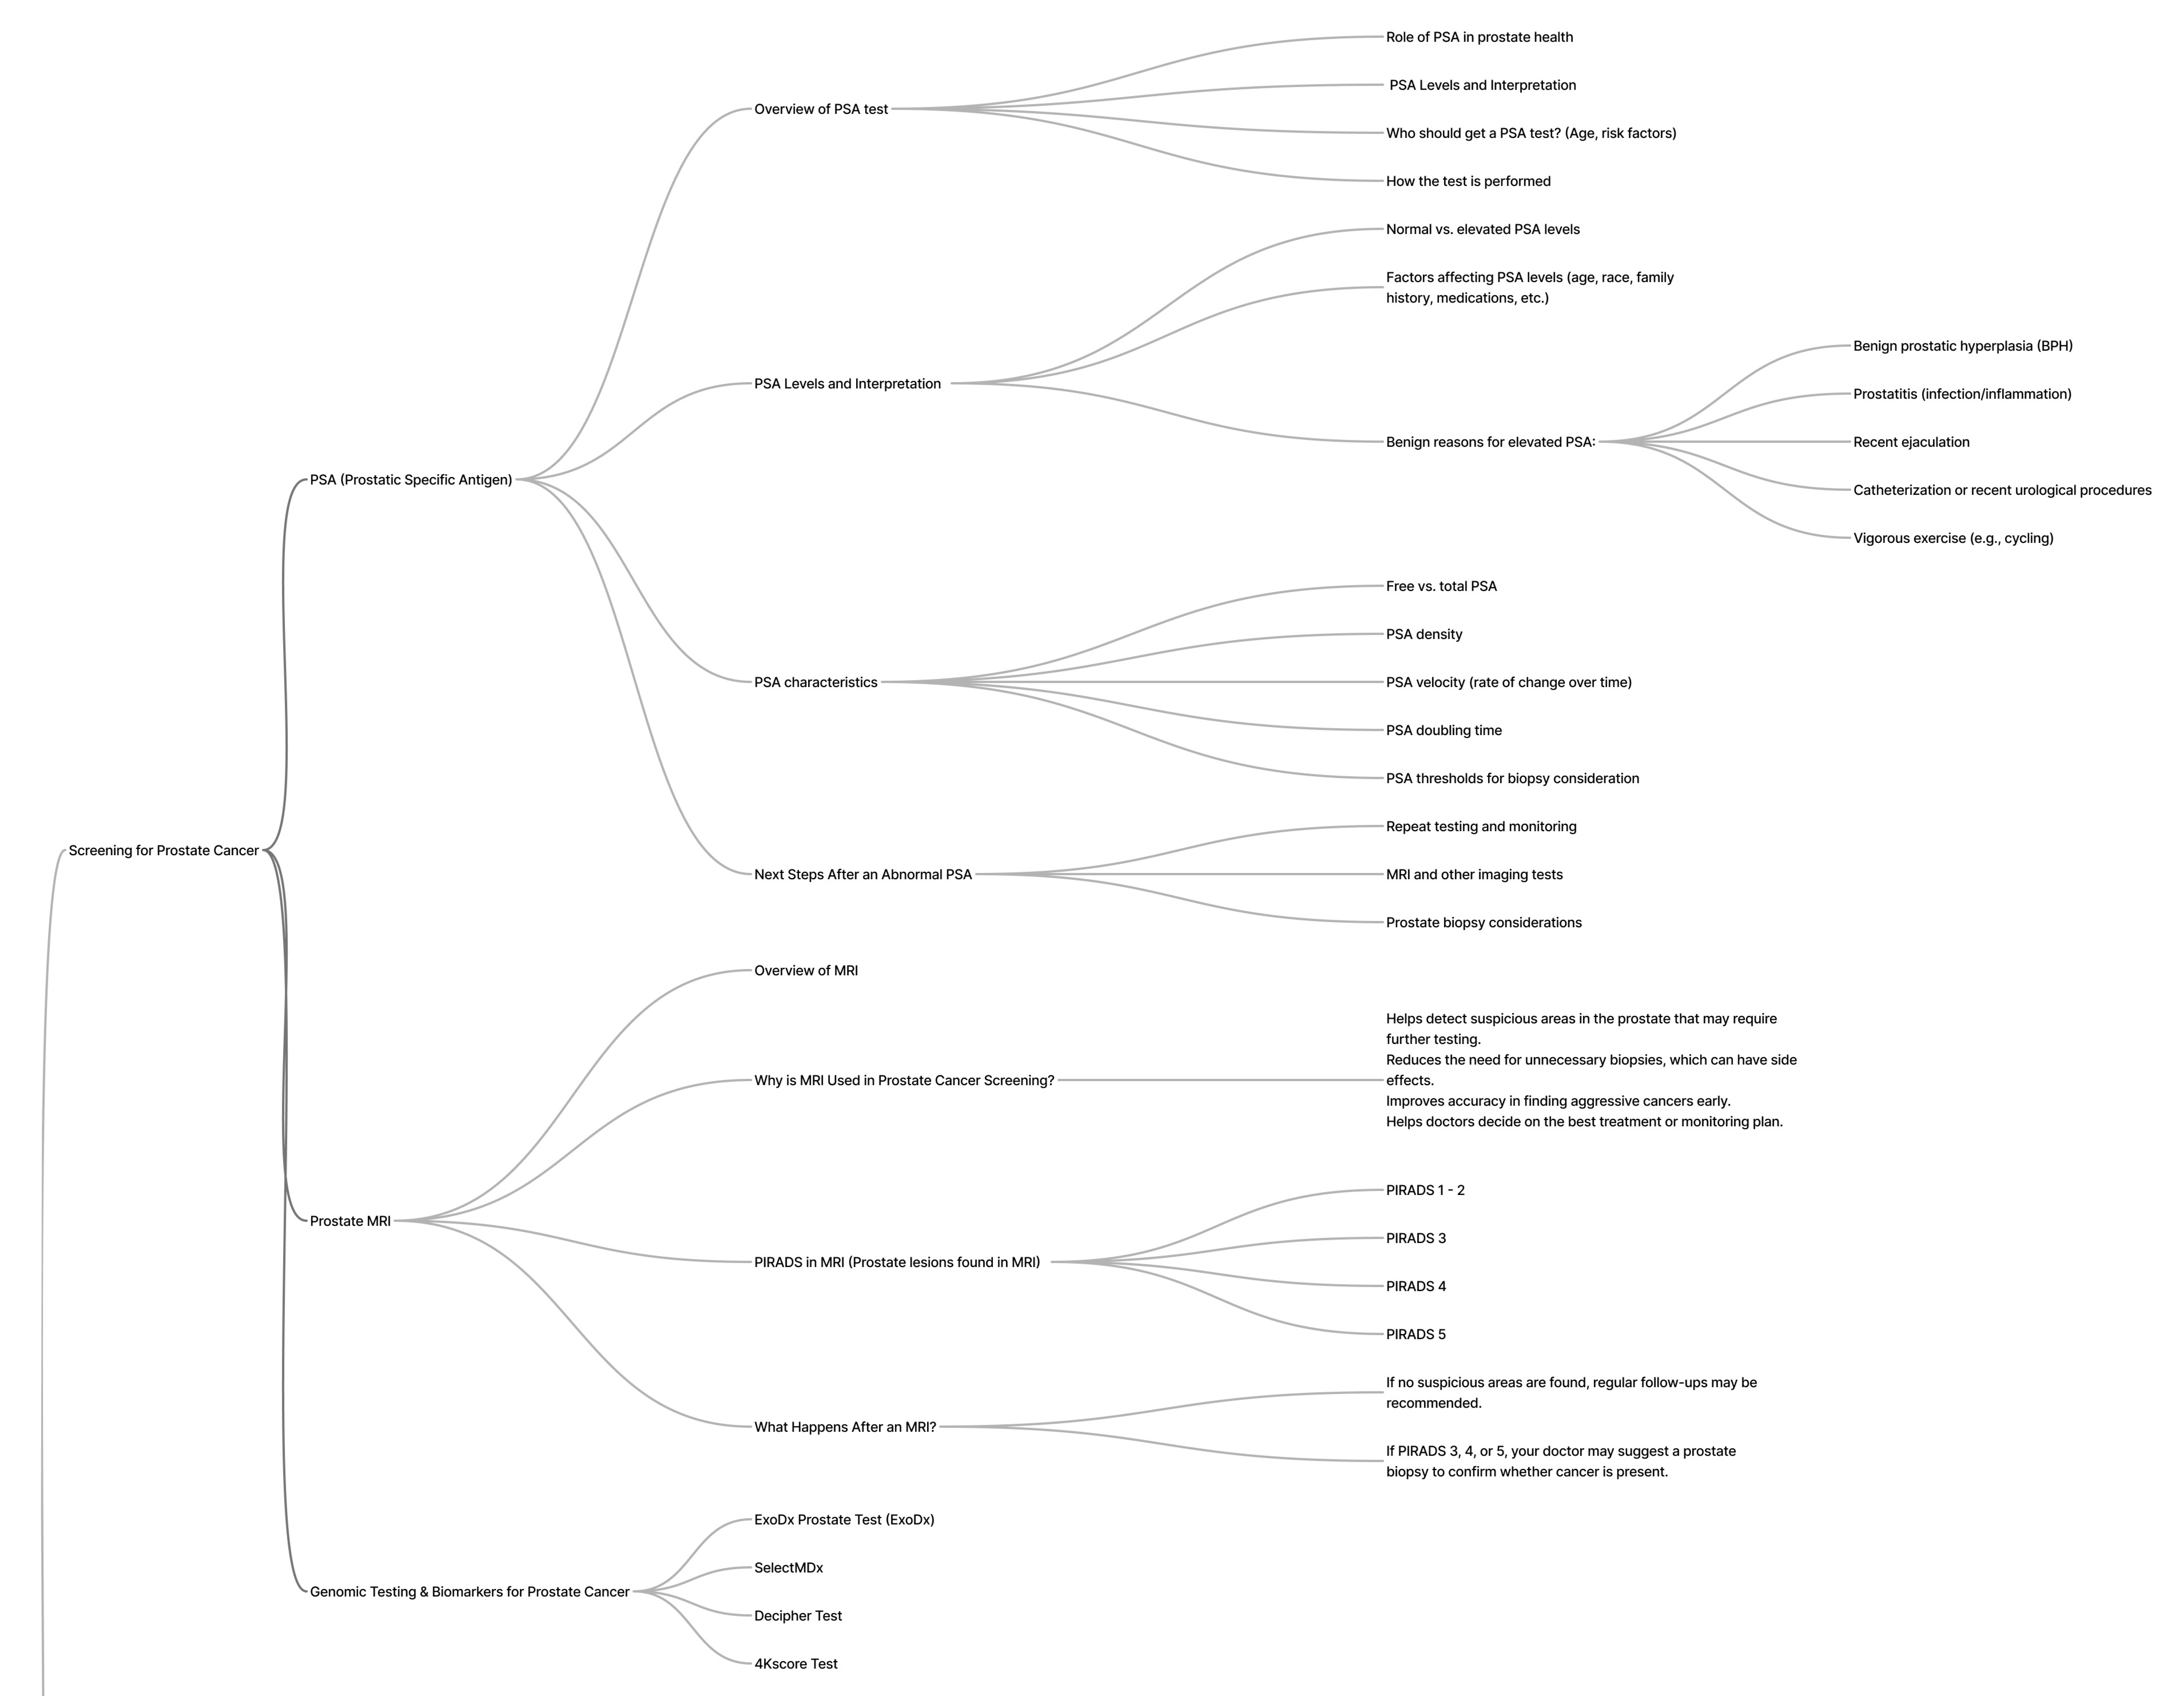 Role of PSA in prostate health
PSA Levels and Interpretation
Overview of PSA test
Who should get a PSA test? (Age, risk factors)
How the test is performed
Normal vs. elevated PSA levels
Factors affecting PSA levels (age, race, family
history, medications, etc.)
Benign prostatic hyperplasia (BPH)
PSA Levels and Interpretation
Prostatitis (infection/inflammation)
Benign reasons for elevated PSA:
Recent ejaculation
PSA (Prostatic Specific Antigen)
Catheterization or recent urological procedures
Vigorous exercise (e.g., cycling)
Free vs. total PSA
PSA density
PSA characteristics
PSA velocity (rate of change over time)
PSA doubling time
PSA thresholds for biopsy consideration
Repeat testing and monitoring
Screening for Prostate Cancer
Next Steps After an Abnormal PSA
MRI and other imaging tests
Prostate biopsy considerations
Overview of MRI
Helps detect suspicious areas in the prostate that may require
further testing.
Reduces the need for unnecessary biopsies, which can have side
effects.
Why is MRI Used in Prostate Cancer Screening?
Improves accuracy in finding aggressive cancers early.
Helps doctors decide on the best treatment or monitoring plan.
PIRADS 1 - 2
Prostate MRI
PIRADS 3
PIRADS in MRI (Prostate lesions found in MRI)
PIRADS 4
PIRADS 5
If no suspicious areas are found, regular follow-ups may be
recommended.
What Happens After an MRI?
If PIRADS 3, 4, or 5, your doctor may suggest a prostate
biopsy to confirm whether cancer is present.
ExoDx Prostate Test (ExoDx)
SelectMDx
Genomic Testing & Biomarkers for Prostate Cancer
Decipher Test
4Kscore Test